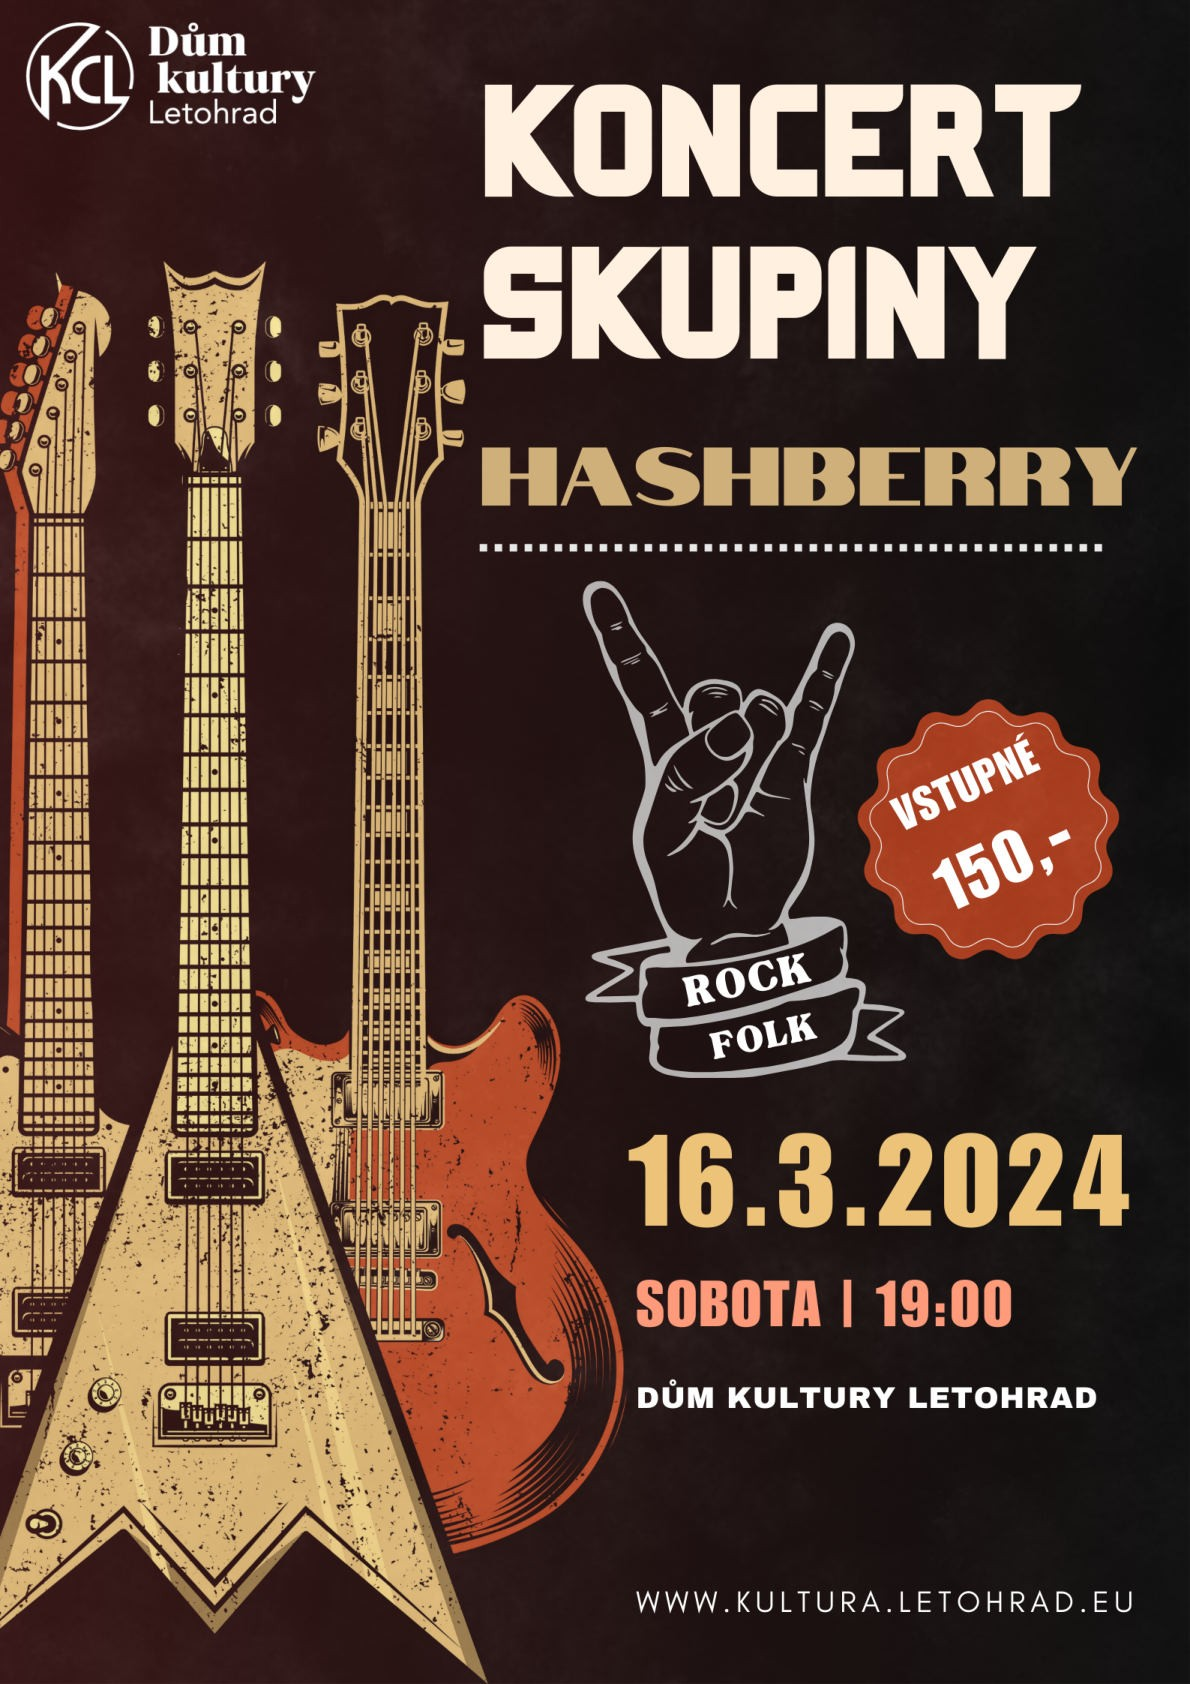 KCL
Dům
kultury
Letohrad
KONCERT
SKUPINY
HASHBERRY
VSTUPNÉ
150,-
ROCK
FOLK
16.3.2024
SOBOTA | 19:00
DŮM KULTURY LETOHRAD
WWW.KULTURA.LETOHRAD.EU